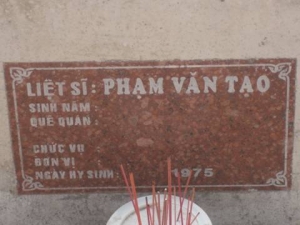 LIỆT SĨ: PHẠM VĂN TẠO
SINH NĂM :
QUÊ QUÁN :
CHỨC VỤ :
ĐƠN VỊ :
NGÀY HY SINH: 1975